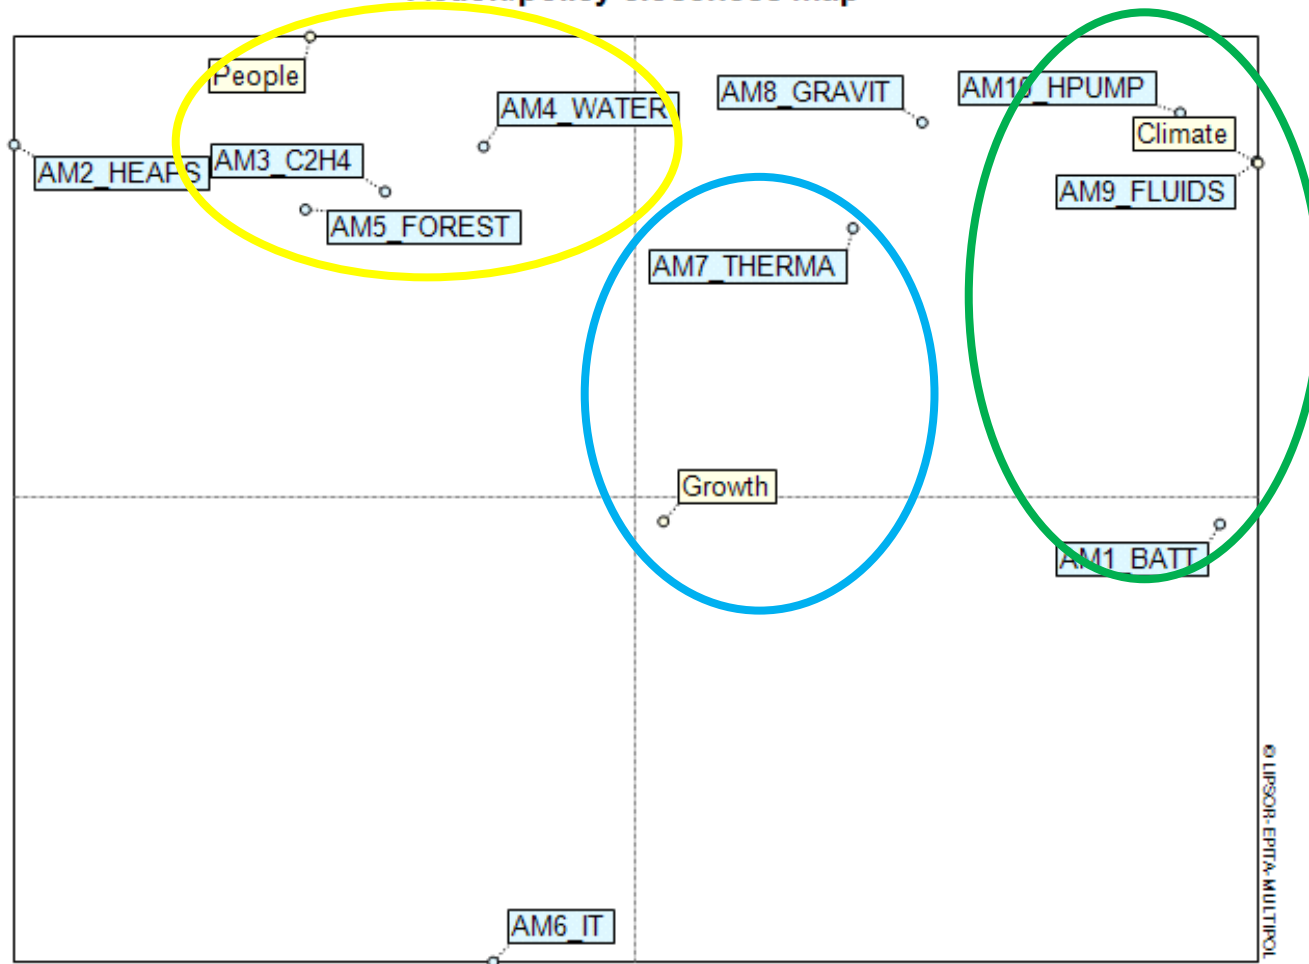 People
AM4_WATER
AM8_GRAVIT
AM10_HPUMP
Climate
AM2_HEAPS
AM3_C2H4
AM9_FLUIDS
AM5_FOREST
AM7_THERMA
Growth
AM1_BATT
AM6_IT
© LIPSOR-EPITA-MULTIPOL